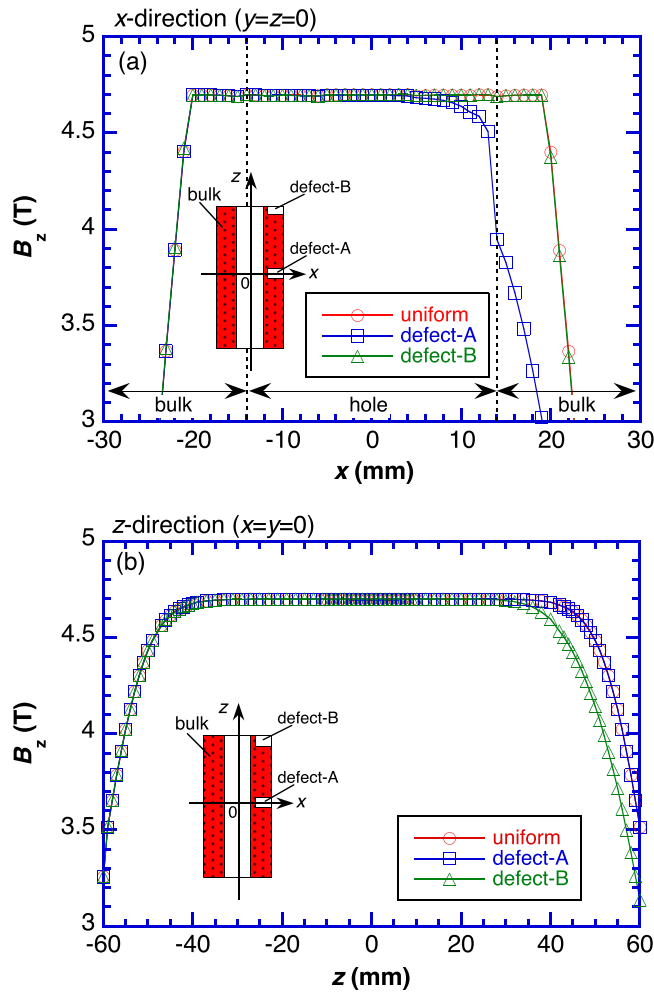 x-direction (y=z=0)
5
(a)
4.5
z
bulk
defect-B
4
defect-A
x
0
B_z (T)
uniform
3.5
defect-A
defect-B
bulk
hole
bulk
3
-30
-20
-10
0
10
20
30
x (mm)
z-direction (x=y=0)
5
(b)
4.5
z
bulk
defect-B
4
defect-A
x
0
B_z (T)
uniform
3.5
defect-A
defect-B
3
-60
-40
-20
0
20
40
60
z (mm)